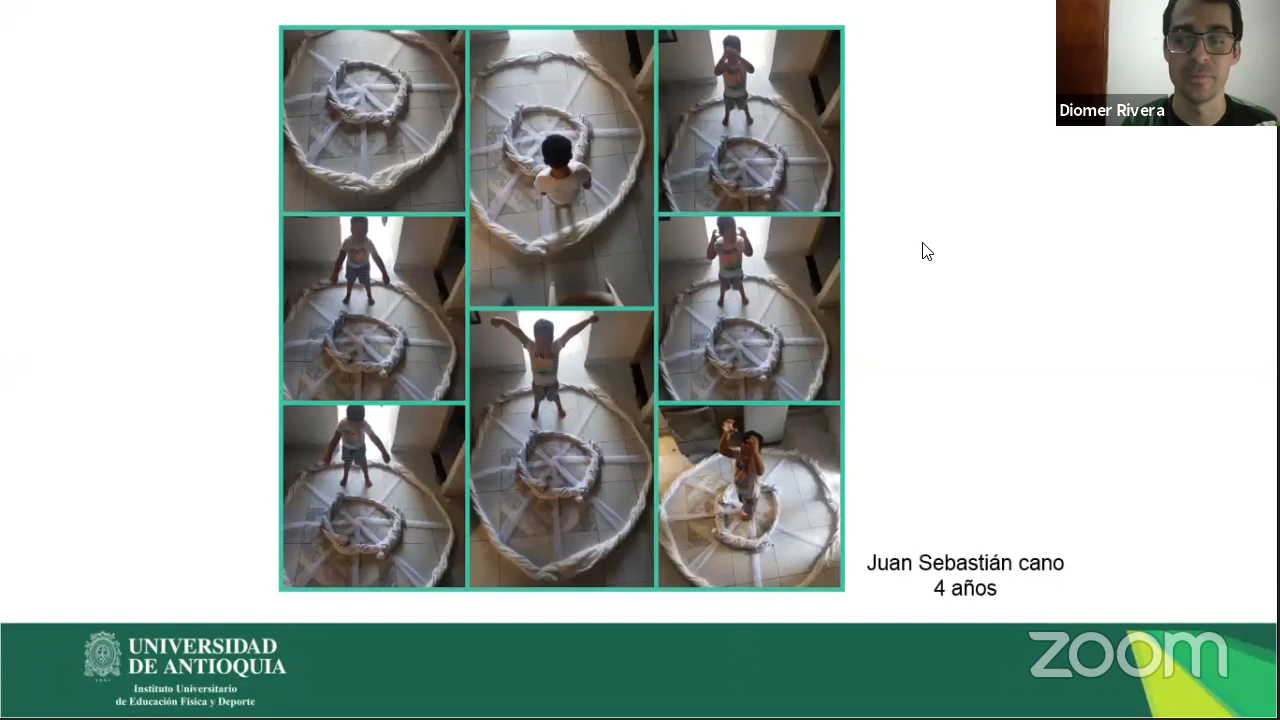 Diomer Rivera
Juan Sebastián cano
4 años
UNIVERSIDAD
DE ANTIOQUIA
Instituto Universitario
de Educación Física y Deporte
zoom